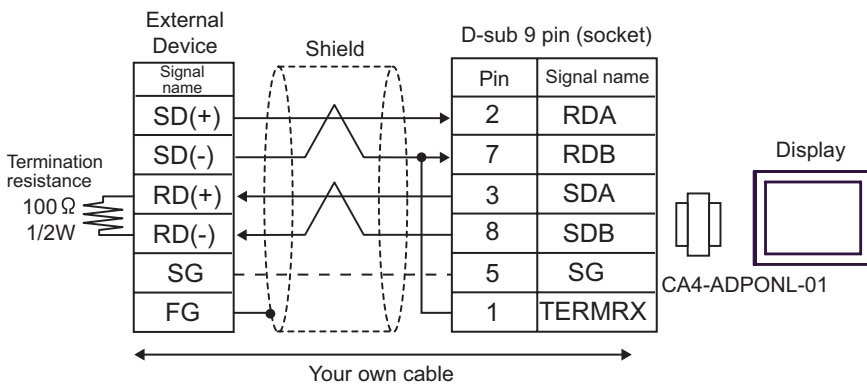 External
Device
Shield
D-sub 9 pin (socket)
Signal
name
Pin
Signal name
SD(+)
2
RDA
SD(-)
7
RDB
Display
Termination
resistance
100 Ω
1/2W
RD(+)
3
SDA
RD(-)
8
SDB
SG
5
SG
CA4-ADPONL-01
FG
1
TERMRX
Your own cable